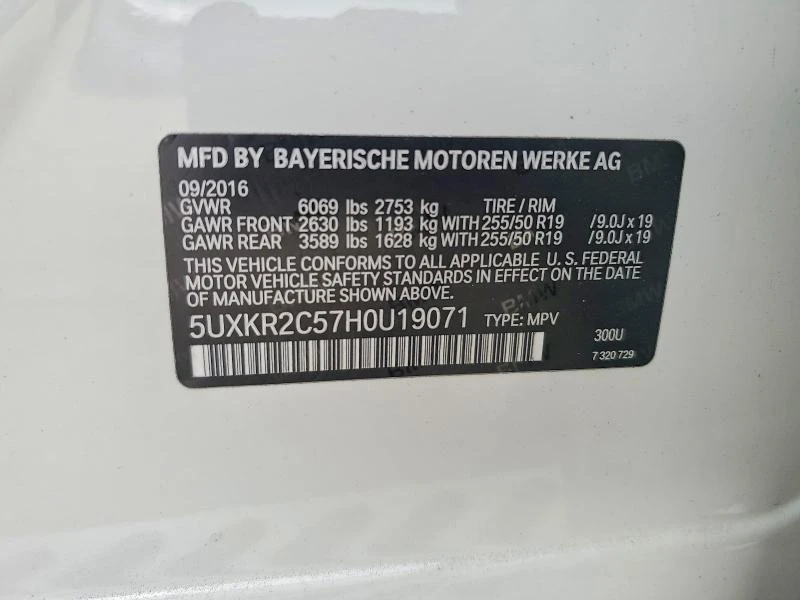 MFD BY BAYERISCHE MOTOREN WERKE AG
09/2016
GVWR 6069 lbs 2753 kg TIRE / RIM
GAWR FRONT 2630 lbs 1193 kg WITH 255/50 R19 / 9.0J x 19
GAWR REAR 3589 lbs 1628 kg WITH 255/50 R19 / 9.0J x 19
THIS VEHICLE CONFORMS TO ALL APPLICABLE U. S. FEDERAL
MOTOR VEHICLE SAFETY STANDARDS IN EFFECT ON THE DATE
OF MANUFACTURE SHOWN ABOVE.
5UXKR2C57H0U19071 TYPE: MPV
300U
7 320 729